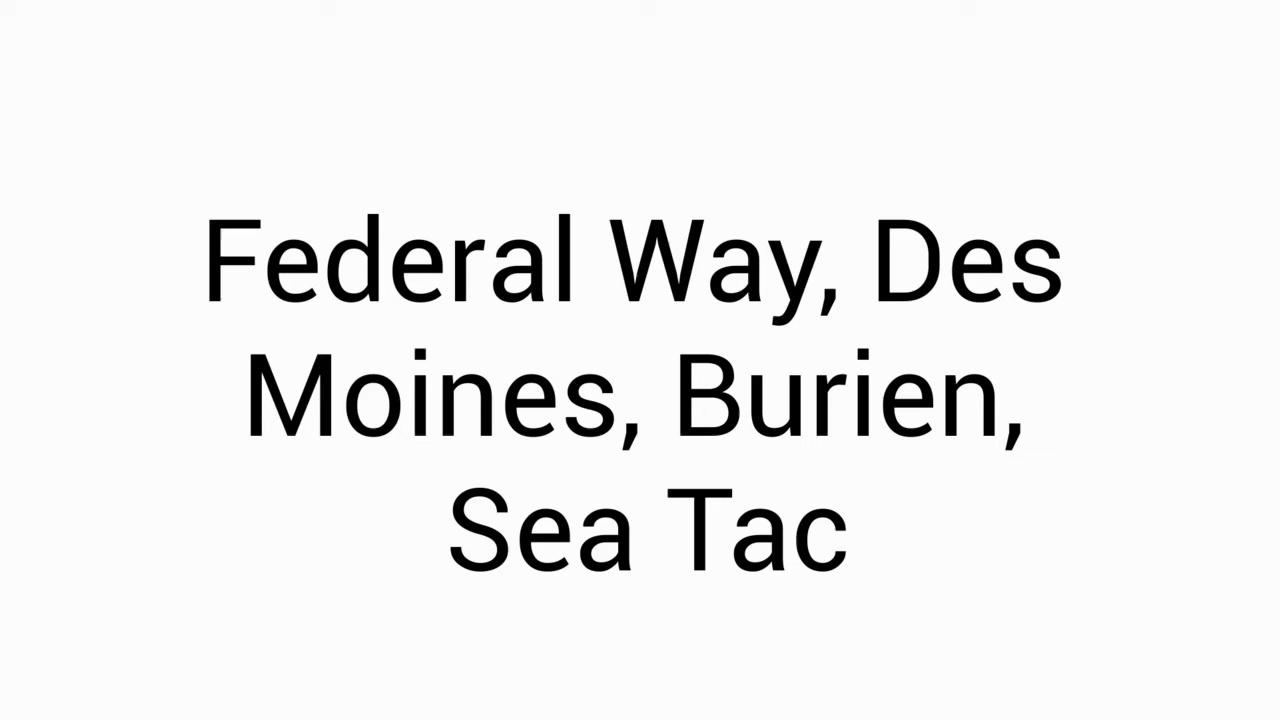 Federal Way, Des
Moines, Burien,
Sea Tac